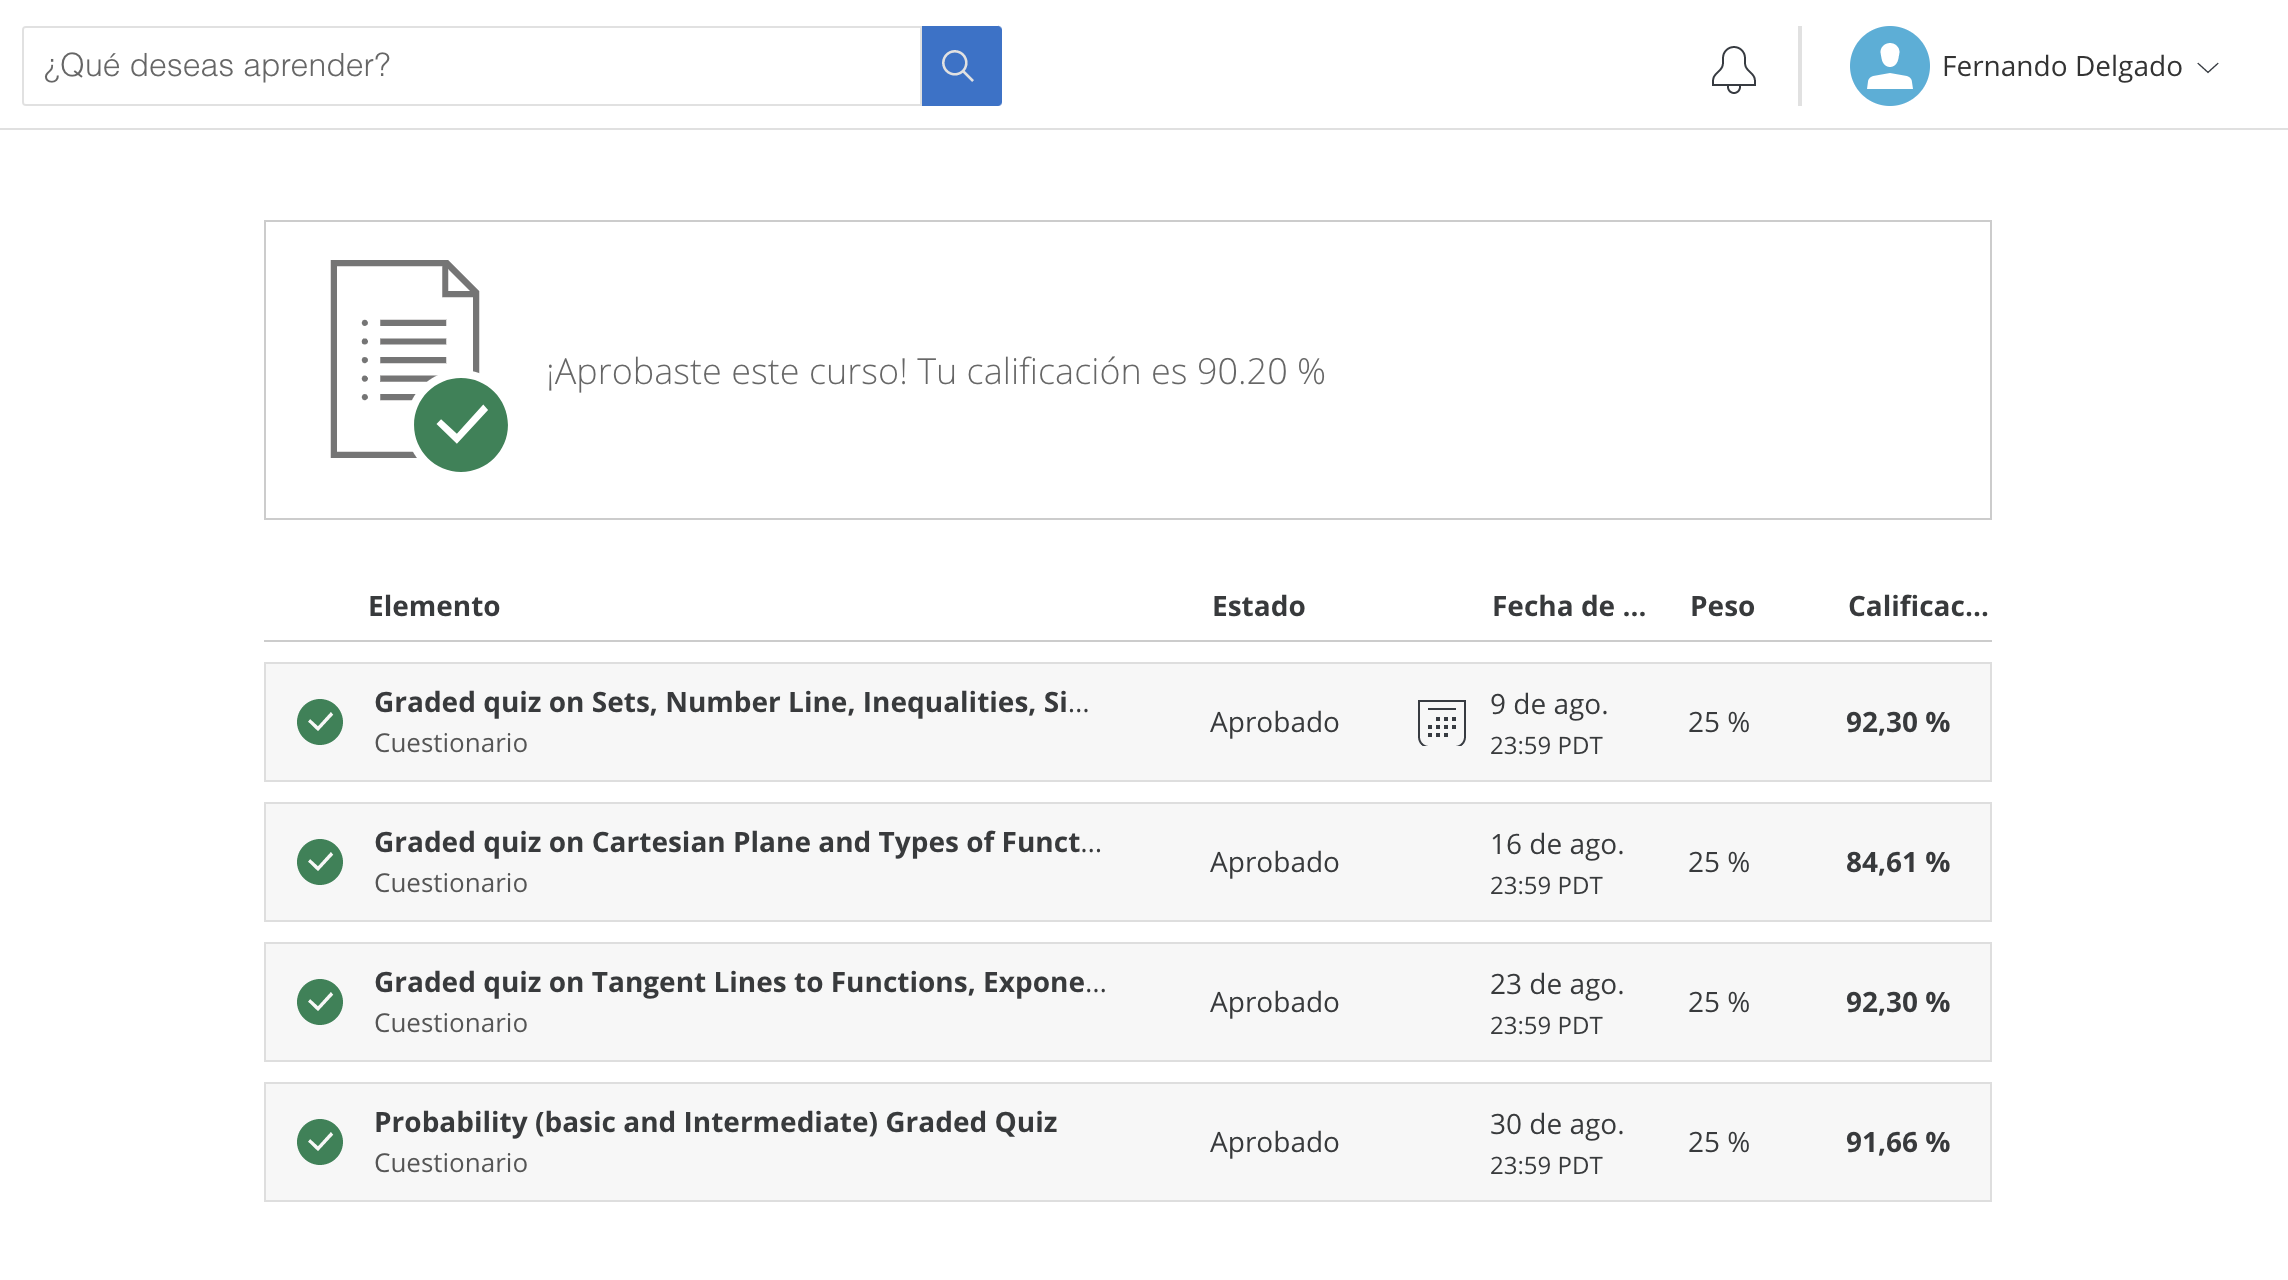 ¿Qué deseas aprender?
Fernando Delgado
¡Aprobaste este curso! Tu calificación es 90.20 %
Elemento Estado Fecha de ... Peso Calificac...
Graded quiz on Sets, Number Line, Inequalities, Si...
Cuestionario
Aprobado
9 de ago.
23:59 PDT
25 %
92,30 %
Graded quiz on Cartesian Plane and Types of Funct...
Cuestionario
Aprobado
16 de ago.
23:59 PDT
25 %
84,61 %
Graded quiz on Tangent Lines to Functions, Expone...
Cuestionario
Aprobado
23 de ago.
23:59 PDT
25 %
92,30 %
Probability (basic and Intermediate) Graded Quiz
Cuestionario
Aprobado
30 de ago.
23:59 PDT
25 %
91,66 %